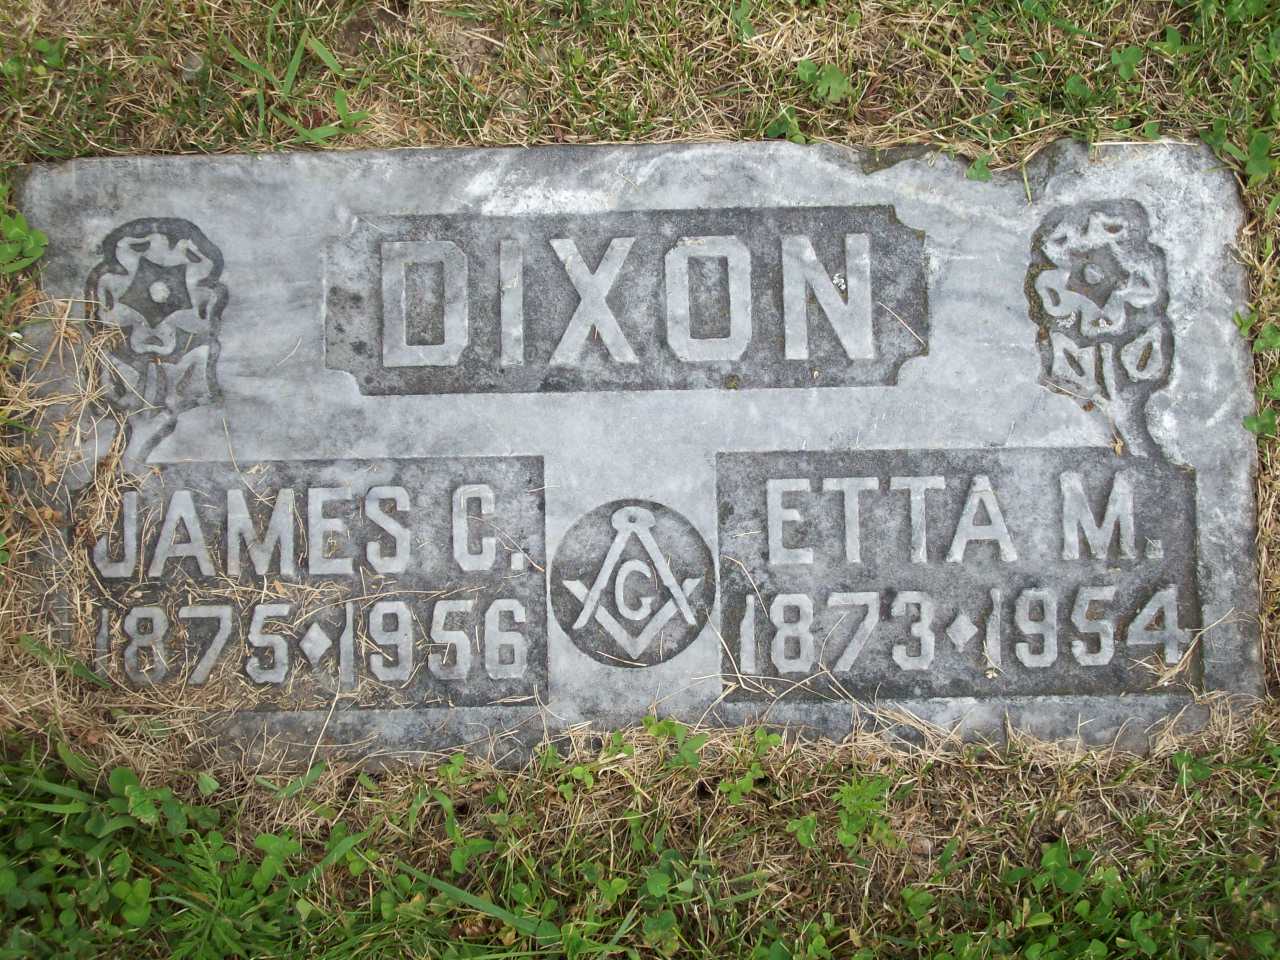 DIXON
JAMES C.
1875 ⬥ 1956
G
ETTA M.
1873 ⬥ 1954